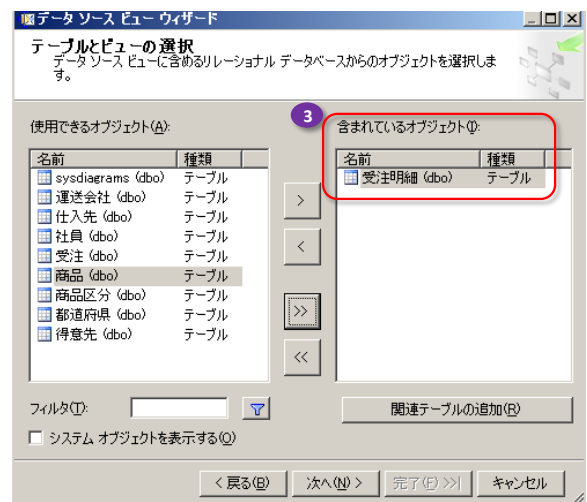 データ ソース ビュー ウィザード
テーブルとビューの選択
データ ソース ビューに含めるリレーショナル データベースからのオブジェクトを選択しま
す。
3
使用できるオブジェクト(A):
名前 種類
sysdiagrams (dbo) テーブル
運送会社 (dbo) テーブル
仕入先 (dbo) テーブル
社員 (dbo) テーブル
受注 (dbo) テーブル
商品 (dbo) テーブル
商品区分 (dbo) テーブル
都道府県 (dbo) テーブル
得意先 (dbo) テーブル
>
<
>>
<<
含まれているオブジェクト(I):
名前 種類
受注明細 (dbo) テーブル
フィルタ(T):
関連テーブルの追加(R)
システム オブジェクトを表示する(O)
< 戻る(B) 次へ(N) > 完了(F) >>| キャンセル